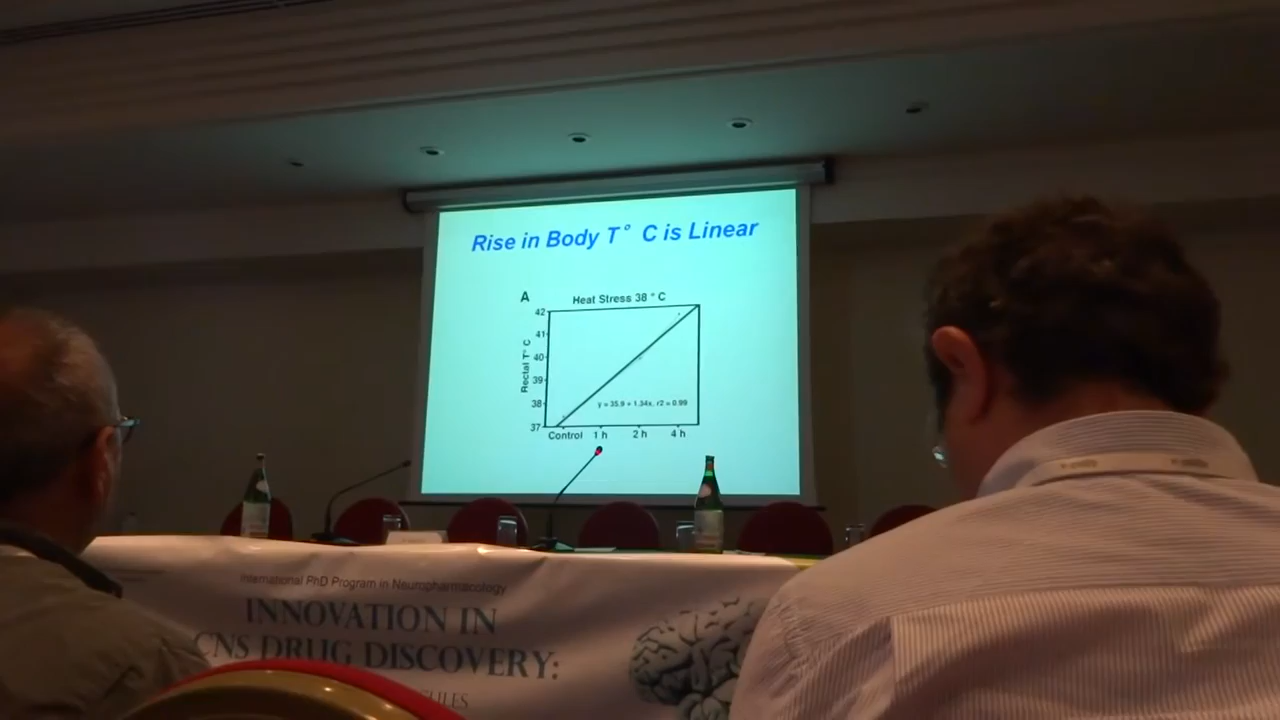 Rise in Body T° C is Linear
A
Heat Stress 38 ° C
Rectal T° C
42
41
40
39
38
37
y = 35.9 + 1.34x, r2 = 0.99
Control 1 h 2 h 4 h
International PhD Program in Neuropharmacology
INNOVATION IN
CNS DRUG DISCOVERY: